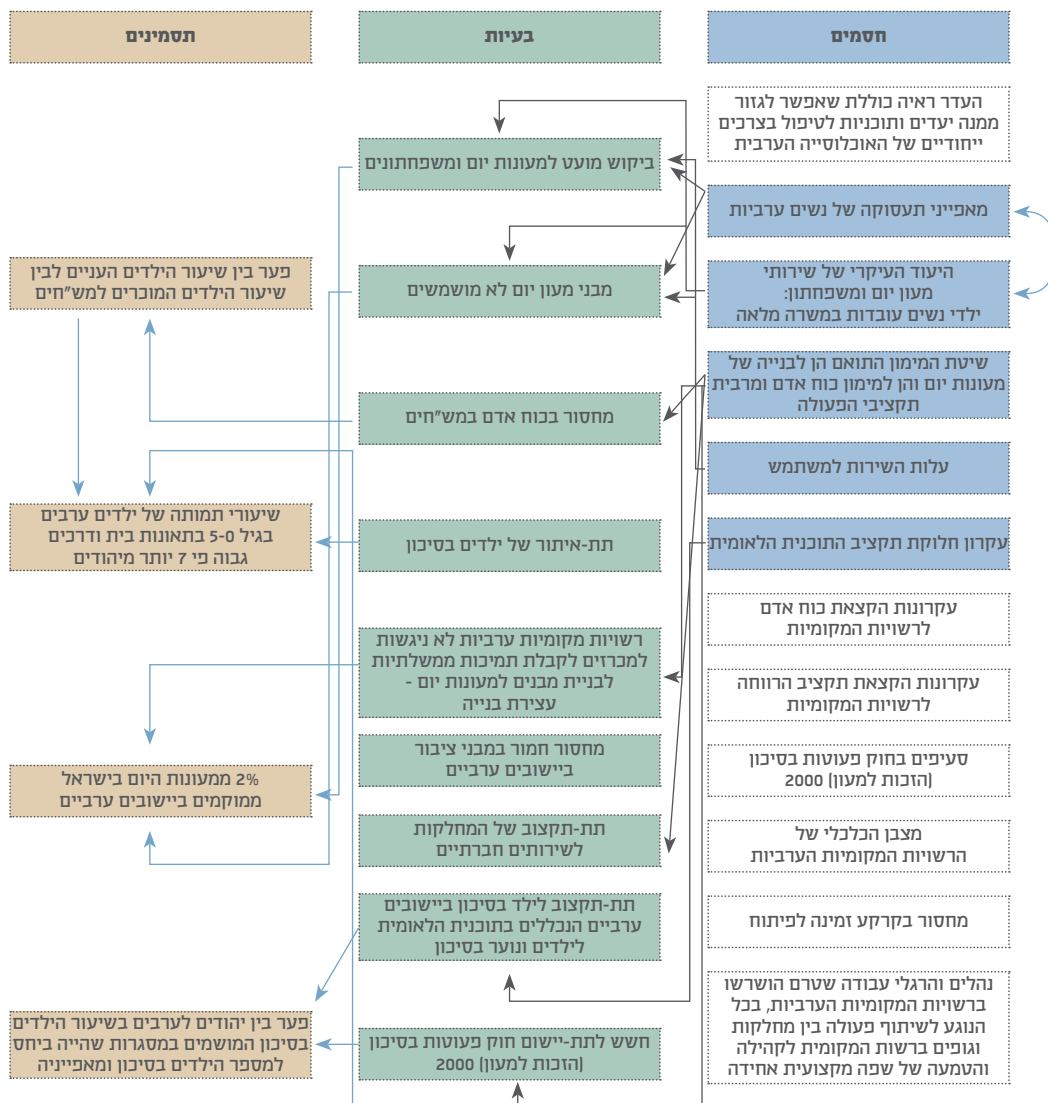 חסמים
העדר ראיה כוללת שאפשר לגזור
ממנה יעדים ותוכניות לטיפול בצרכים
ייחודיים של האוכלוסייה הערבית
מאפייני תעסוקה של נשים ערביות
היעוד העיקרי של שירותי
מעון יום ומשפחתון:
ילדי נשים עובדות במשרה מלאה
שיטת המימון התואם הן לבנייה של
מעונות יום והן למימון כוח אדם ומרבית
תקציבי הפעולה
עלות השירות למשתמש
עקרון חלוקת תקציב התוכנית הלאומית
עקרונות הקצאת כוח אדם
לרשויות המקומיות
עקרונות הקצאת תקציב הרווחה
לרשויות המקומיות
סעיפים בחוק פעוטות בסיכון
(הזכות למעון) 2000
מצבן הכלכלי של
הרשויות המקומיות הערביות
מחסור בקרקע זמינה לפיתוח
נהלים והרגלי עבודה שטרם הושרשו
ברשויות המקומיות הערביות, בכל
הנוגע לשיתוף פעולה בין מחלקות
וגופים ברשות המקומית לקהילה
והטמעה של שפה מקצועית אחידה
בעיות
ביקוש מועט למעונות יום ומשפחתונים
מבני מעון יום לא מושמשים
מחסור בכוח אדם במש"חים
תת-איתור של ילדים בסיכון
רשויות מקומיות ערביות לא ניגשות
למכרזים לקבלת תמיכות ממשלתיות
לבניית מבנים למעונות יום -
עצירת בנייה
מחסור חמור במבני ציבור
ביישובים ערביים
תת-תקצוב של המחלקות
לשירותים חברתיים
תת-תקצוב לילד בסיכון ביישובים
ערביים הנכללים בתוכנית הלאומית
לילדים ונוער בסיכון
חשש לתת-יישום חוק פעוטות בסיכון
(הזכות למעון) 2000
תסמינים
פער בין שיעור הילדים העניים לבין
שיעור הילדים המוכרים למש"חים
שיעורי תמותה של ילדים ערבים
בגיל 5-0 בתאונות בית ודרכים
גבוה פי 7 יותר מיהודים
2% ממעונות היום בישראל
ממוקמים ביישובים ערביים
פער בין יהודים לערבים בשיעור הילדים
בסיכון המושמים במסגרות שהייה ביחס
למספר הילדים בסיכון ומאפייניה